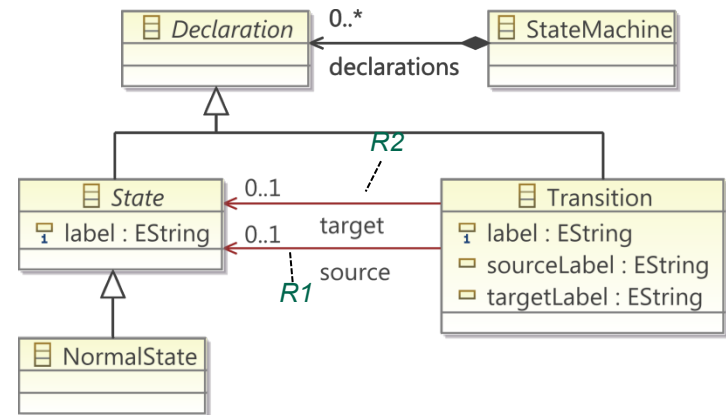 Declaration
0..*
StateMachine
declarations
R2
State
0..1
Transition
label : EString
target
label : EString
0..1
sourceLabel : EString
source
targetLabel : EString
R1
NormalState